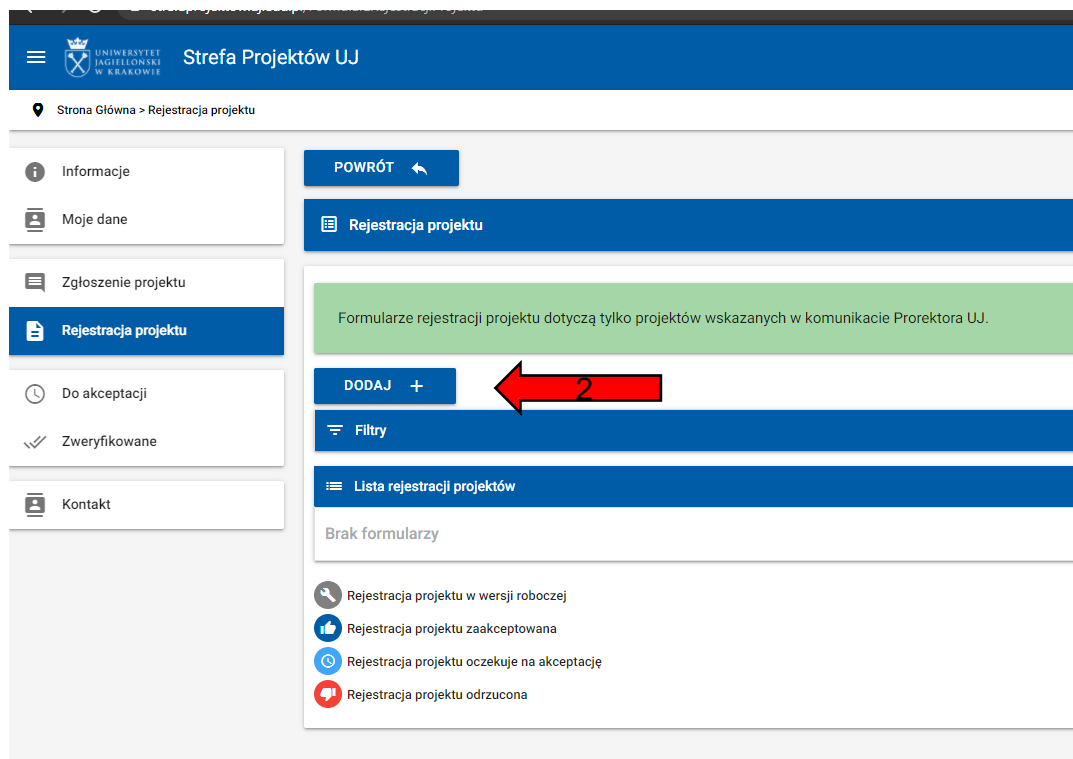 UNIWERSYTET
JAGIELLOŃSKI
W KRAKOWIE
Strefa Projektów UJ
Strona Główna > Rejestracja projektu
Informacje
Moje dane
Zgłoszenie projektu
Rejestracja projektu
Do akceptacji
Zweryfikowane
Kontakt
POWRÓT
Rejestracja projektu
Formularze rejestracji projektu dotyczą tylko projektów wskazanych w komunikacie Prorektora UJ.
DODAJ +
2
Filtry
Lista rejestracji projektów
Brak formularzy
Rejestracja projektu w wersji roboczej
Rejestracja projektu zaakceptowana
Rejestracja projektu oczekuje na akceptację
Rejestracja projektu odrzucona